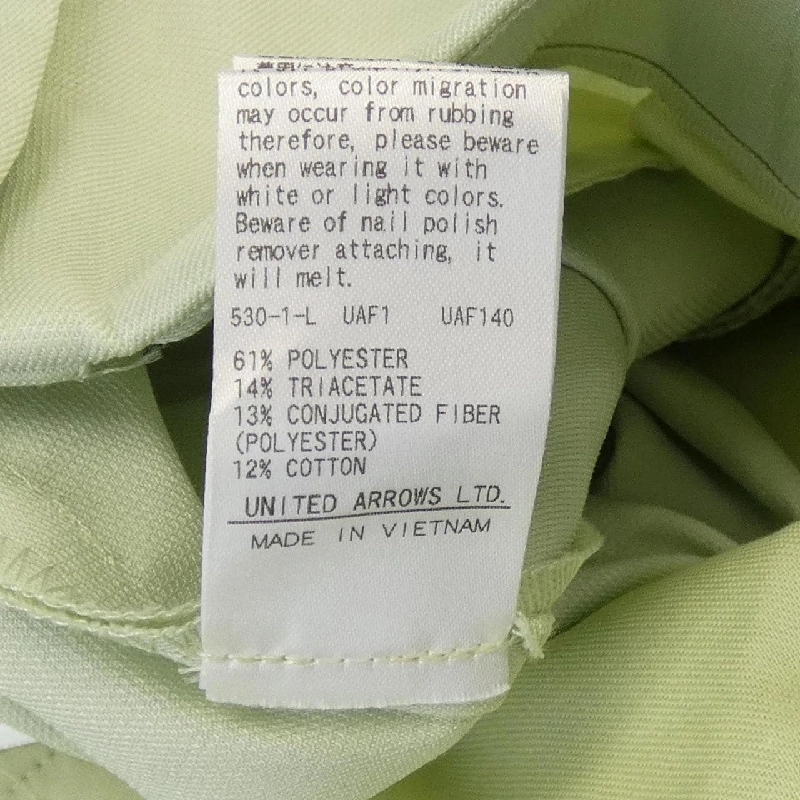 colors, color migration
may occur from rubbing
therefore, please beware
when wearing it with
white or light colors.
Beware of nail polish
remover attaching, it
will melt.
530-1-L UAF1 UAF140
61% POLYESTER
14% TRIACETATE
13% CONJUGATED FIBER
(POLYESTER)
12% COTTON
UNITED ARROWS LTD.
MADE IN VIETNAM